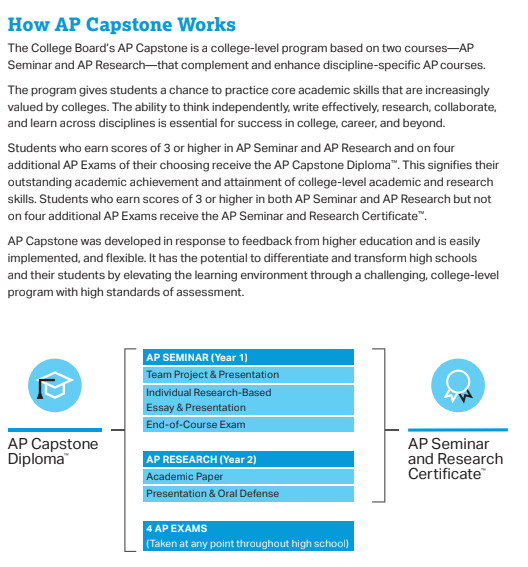 How AP Capstone Works
The College Board's AP Capstone is a college-level program based on two courses—AP
Seminar and AP Research—that complement and enhance discipline-specific AP courses.
The program gives students a chance to practice core academic skills that are increasingly
valued by colleges. The ability to think independently, write effectively, research, collaborate,
and learn across disciplines is essential for success in college, career, and beyond.
Students who earn scores of 3 or higher in AP Seminar and AP Research and on four
additional AP Exams of their choosing receive the AP Capstone Diploma™. This signifies their
outstanding academic achievement and attainment of college-level academic and research
skills. Students who earn scores of 3 or higher in both AP Seminar and AP Research but not
on four additional AP Exams receive the AP Seminar and Research Certificate™.
AP Capstone was developed in response to feedback from higher education and is easily
implemented, and flexible. It has the potential to differentiate and transform high schools
and their students by elevating the learning environment through a challenging, college-level
program with high standards of assessment.
AP Capstone
Diploma™
AP SEMINAR (Year 1)
Team Project & Presentation
Individual Research-Based
Essay & Presentation
End-of-Course Exam
AP RESEARCH (Year 2)
Academic Paper
Presentation & Oral Defense
4 AP EXAMS
(Taken at any point throughout high school)
AP Seminar
and Research
Certificate™